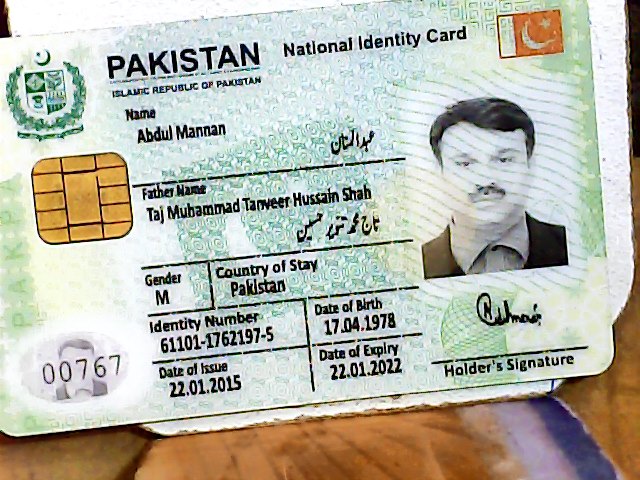 PAKISTAN National Identity Card
ISLAMIC REPUBLIC OF PAKISTAN
Name
Abdul Mannan
عبدالمنان
Father Name
Taj Muhammad Tanveer Hussain Shah
تاج محمد تنویر حسین
Gender
M
Country of Stay
Pakistan
Identity Number
61101-1762197-5
Date of Birth
17.04.1978
Date of Issue
22.01.2015
Date of Expiry
22.01.2022
Holder's Signature
00767